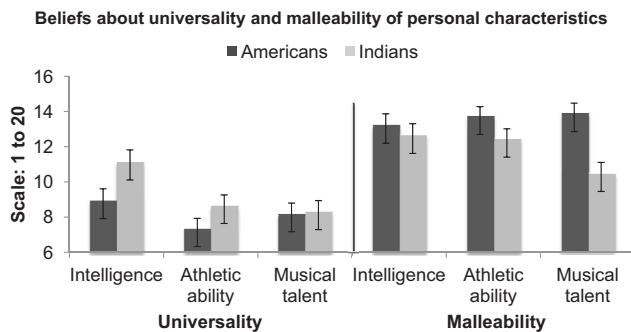 Beliefs about universality and malleability of personal characteristics
Americans Indians
Scale: 1 to 20
16
14
12
10
8
6
Intelligence Athletic ability Musical talent Intelligence Athletic ability Musical talent
Universality Malleability